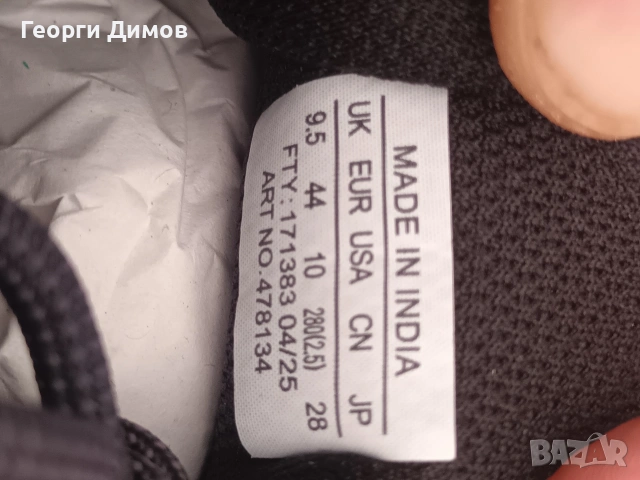 Георги Димов
MADE IN INDIA
UK EUR USA CN JP
9.5 44 10 280(2.5) 28
FTY:171383 04/25
ART NO.478134
BAZAR